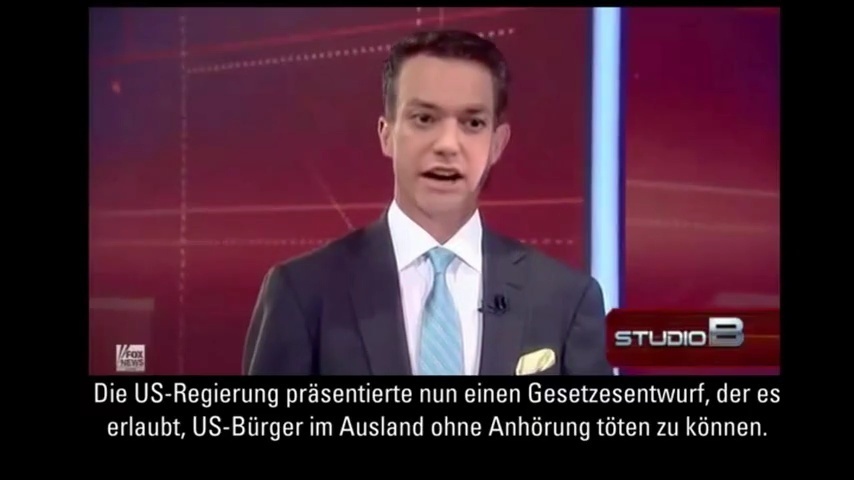 STUDIO B
FOX
NEWS
Die US-Regierung präsentierte nun einen Gesetzesentwurf, der es
erlaubt, US-Bürger im Ausland ohne Anhörung töten zu können.